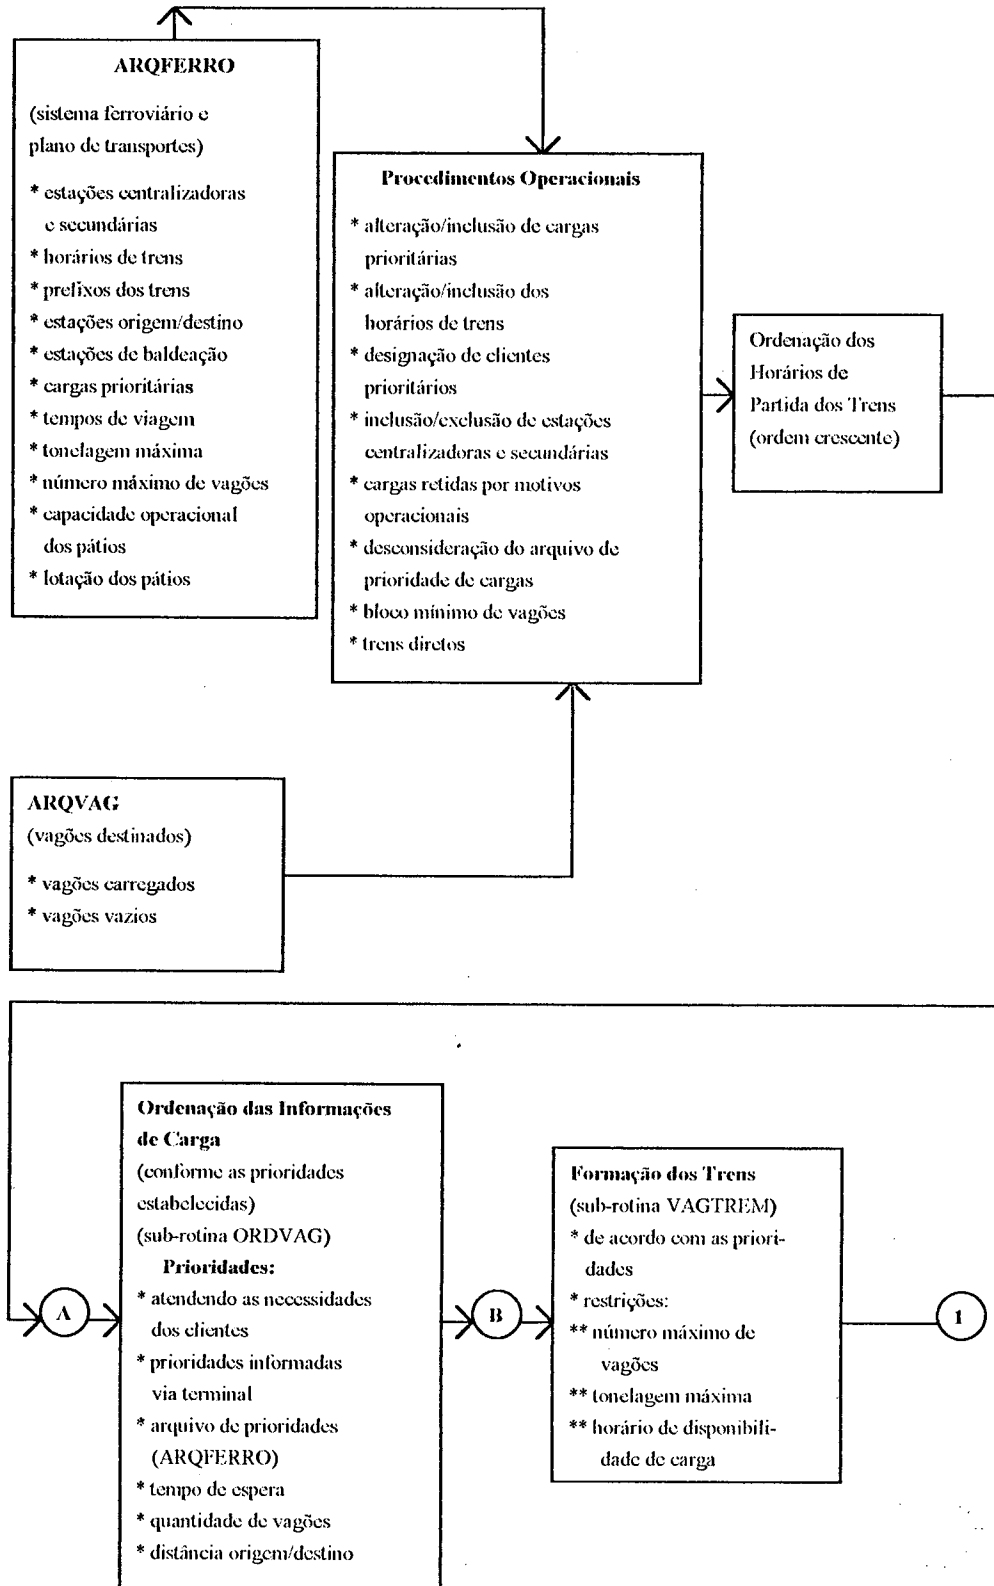 ARQFERRO
(sistema ferroviário e
plano de transportes)
* estações centralizadoras
e secundárias
* horários de trens
* prefixos dos trens
* estações origem/destino
* estações de baldeação
* cargas prioritárias
* tempos de viagem
* tonelagem máxima
* número máximo de vagões
* capacidade operacional
dos pátios
* lotação dos pátios
Procedimentos Operacionais
* alteração/inclusão de cargas
prioritárias
* alteração/inclusão dos
horários de trens
* designação de clientes
prioritários
* inclusão/exclusão de estações
centralizadoras e secundárias
* cargas retidas por motivos
operacionais
* desconsideração do arquivo de
prioridade de cargas
* bloco mínimo de vagões
* trens diretos
Ordenação dos
Horários de
Partida dos Trens
(ordem crescente)
ARQVAG
(vagões destinados)
* vagões carregados
* vagões vazios
A
Ordenação das Informações
de Carga
(conforme as prioridades
estabelecidas)
(sub-rotina ORDVAG)
Prioridades:
* atendendo as necessidades
dos clientes
* prioridades informadas
via terminal
* arquivo de prioridades
(ARQFERRO)
* tempo de espera
* quantidade de vagões
* distância origem/destino
B
Formação dos Trens
(sub-rotina VAGTREM)
* de acordo com as priori-
dades
* restrições:
** número máximo de
vagões
** tonelagem máxima
** horário de disponibili-
dade de carga
1